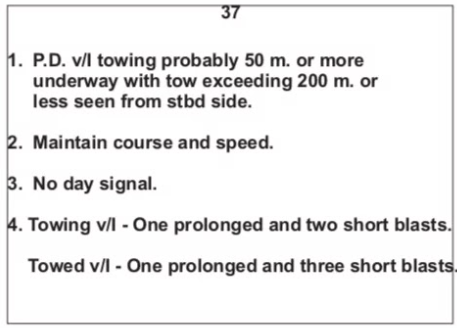 37
1. P.D. v/l towing probably 50 m. or more
underway with tow exceeding 200 m. or
less seen from stbd side.
2. Maintain course and speed.
3. No day signal.
4. Towing v/l - One prolonged and two short blasts.
Towed v/l - One prolonged and three short blasts.